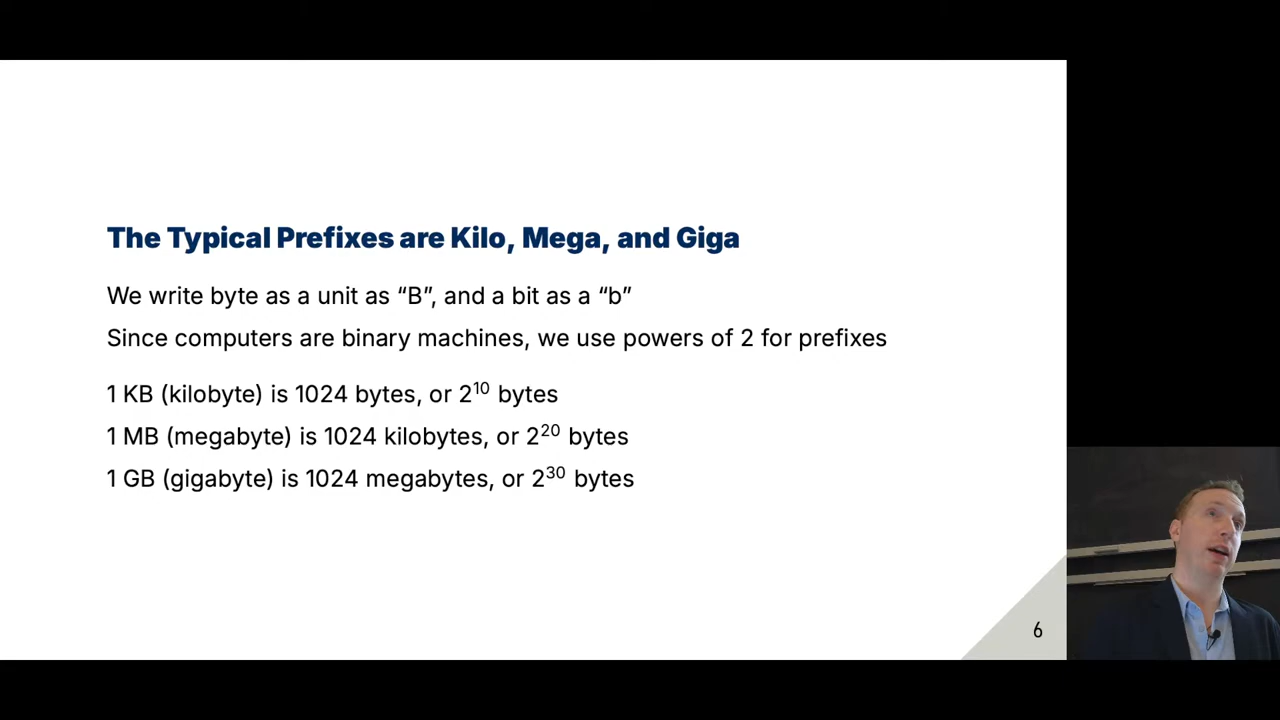 The Typical Prefixes are Kilo, Mega, and Giga
We write byte as a unit as “B”, and a bit as a “b”
Since computers are binary machines, we use powers of 2 for prefixes
1 KB (kilobyte) is 1024 bytes, or 2¹⁰ bytes
1 MB (megabyte) is 1024 kilobytes, or 2²⁰ bytes
1 GB (gigabyte) is 1024 megabytes, or 2³⁰ bytes
6